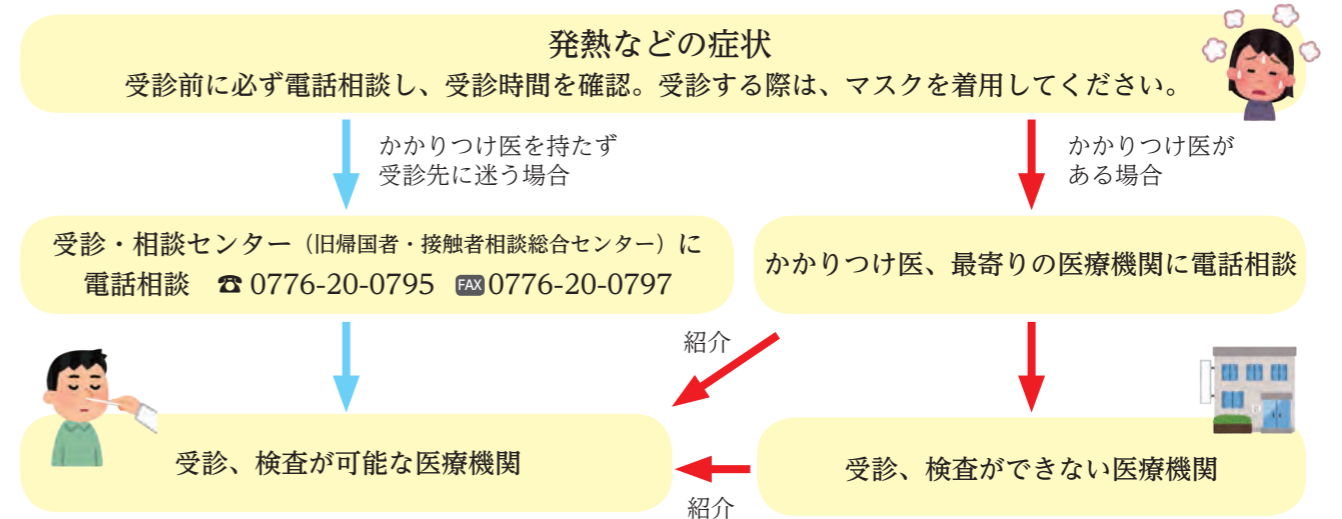 発熱などの症状
受診前に必ず電話相談し、受診時間を確認。受診する際は、マスクを着用してください。
かかりつけ医を持たず
受診先に迷う場合
かかりつけ医が
ある場合
受診・相談センター（旧帰国者・接触者相談総合センター）に
電話相談　☎ 0776-20-0795　FAX 0776-20-0797
かかりつけ医、最寄りの医療機関に電話相談
紹介
受診、検査が可能な医療機関
受診、検査ができない医療機関
紹介